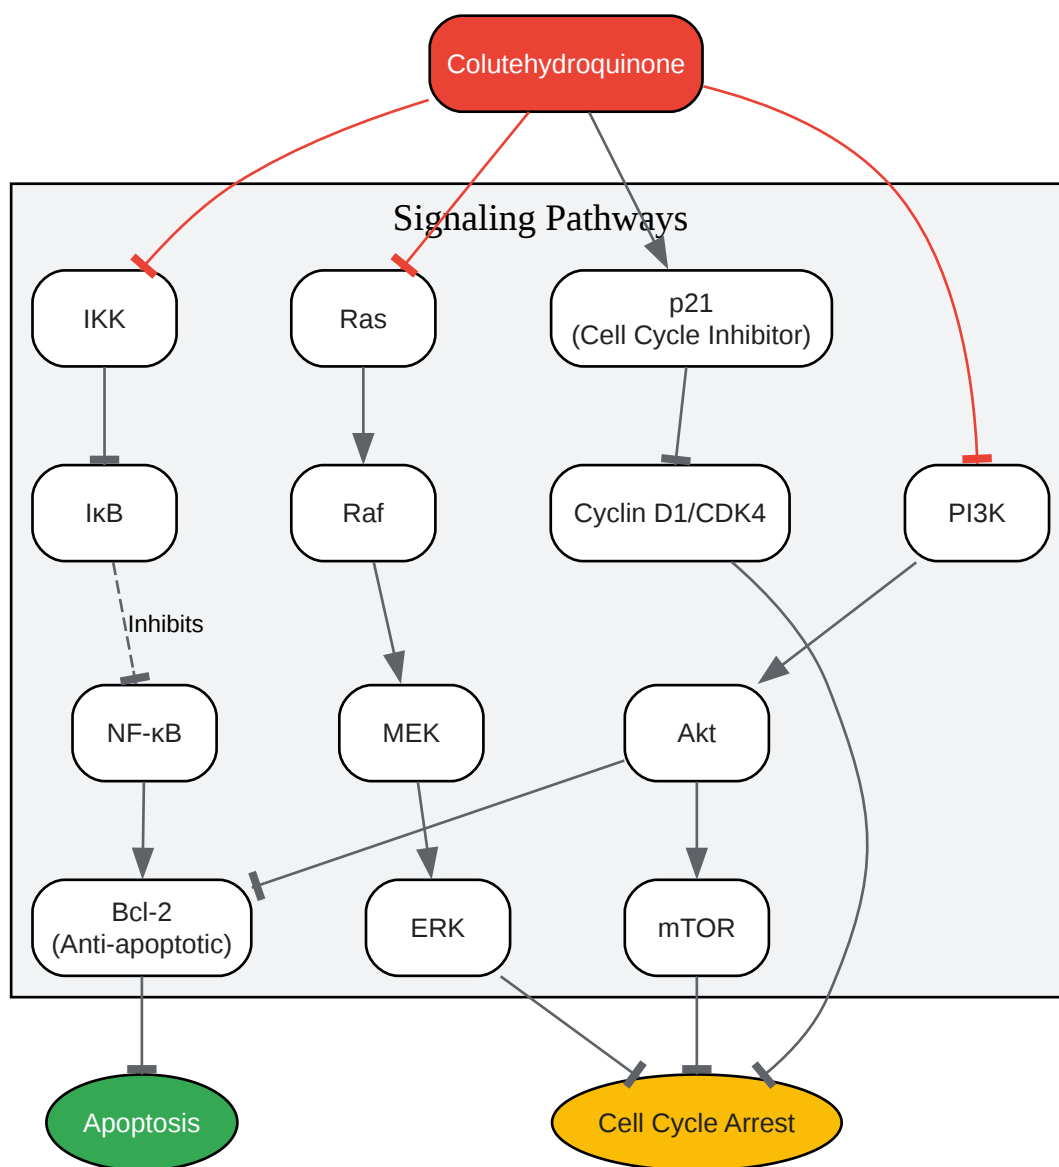 Colutehydroquinone
Signaling Pathways
IKK
Ras
p21
(Cell Cycle Inhibitor)
IκB
Raf
Cyclin D1/CDK4
PI3K
Inhibits
NF-κB
MEK
Akt
Bcl-2
(Anti-apoptotic)
ERK
mTOR
Apoptosis
Cell Cycle Arrest